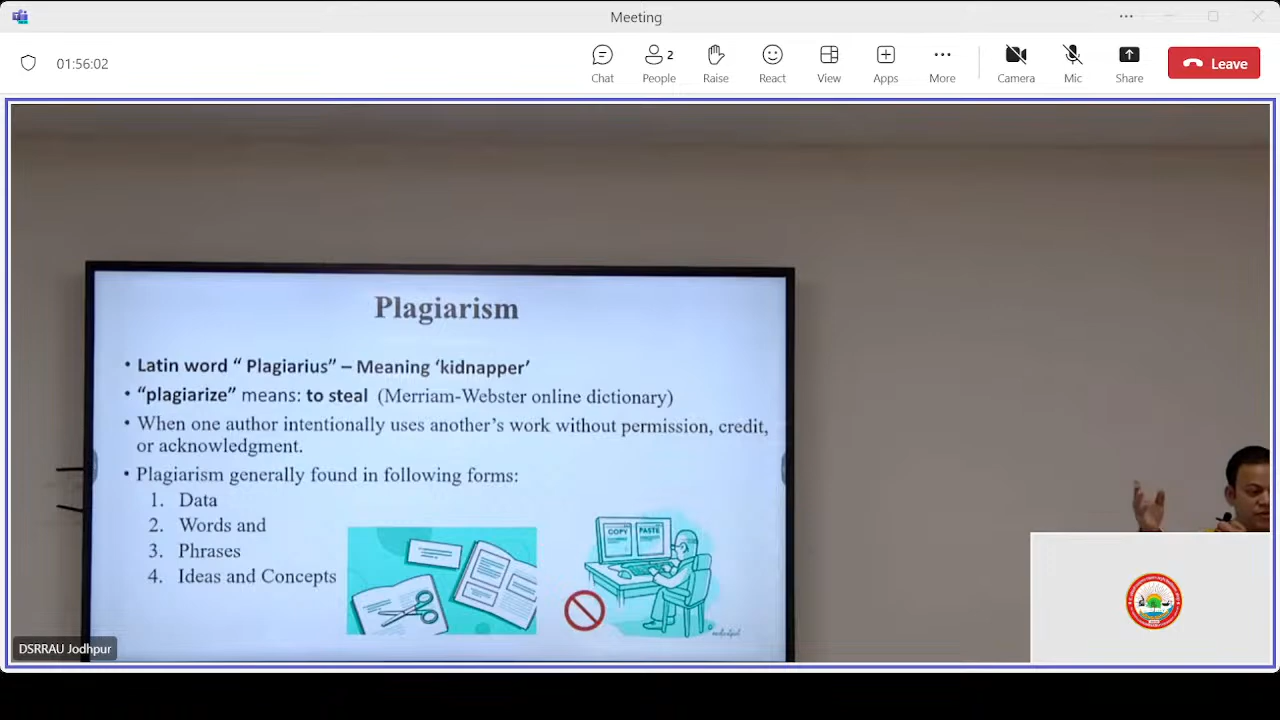 Meeting
01:56:02
2
Chat
People
Raise
React
View
Apps
More
Camera
Mic
Share
Leave
Plagiarism
• Latin word “ Plagiarius” – Meaning ‘kidnapper’
• “plagiarize” means: to steal (Merriam-Webster online dictionary)
• When one author intentionally uses another’s work without permission, credit,
or acknowledgment.
• Plagiarism generally found in following forms:
1. Data
2. Words and
3. Phrases
4. Ideas and Concepts
COPY PASTE
DSRRAU Jodhpur